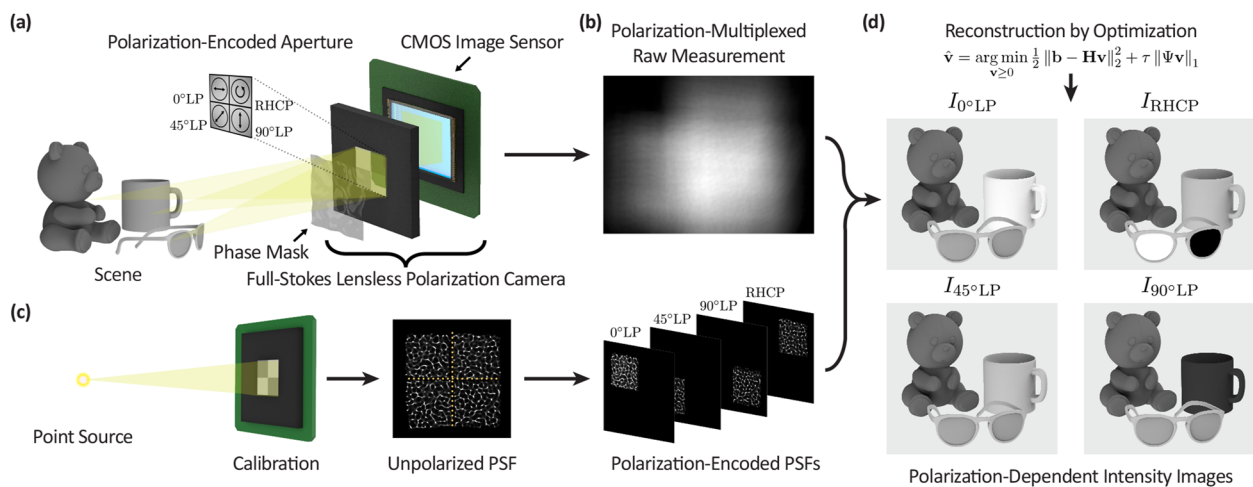 (a)
Polarization-Encoded Aperture
CMOS Image Sensor
0°LP
RHCP
45°LP
90°LP
Phase Mask
Scene
Full-Stokes Lensless Polarization Camera
(b)
Polarization-Multiplexed
Raw Measurement
(c)
Point Source
Calibration
Unpolarized PSF
0°LP
45°LP
90°LP
RHCP
Polarization-Encoded PSFs
(d)
Reconstruction by Optimization
v̂ = arg min 1/2 ‖b − Hv‖₂² + τ ‖Ψv‖₁
v≥0
I0°LP
IRHCP
I45°LP
I90°LP
Polarization-Dependent Intensity Images